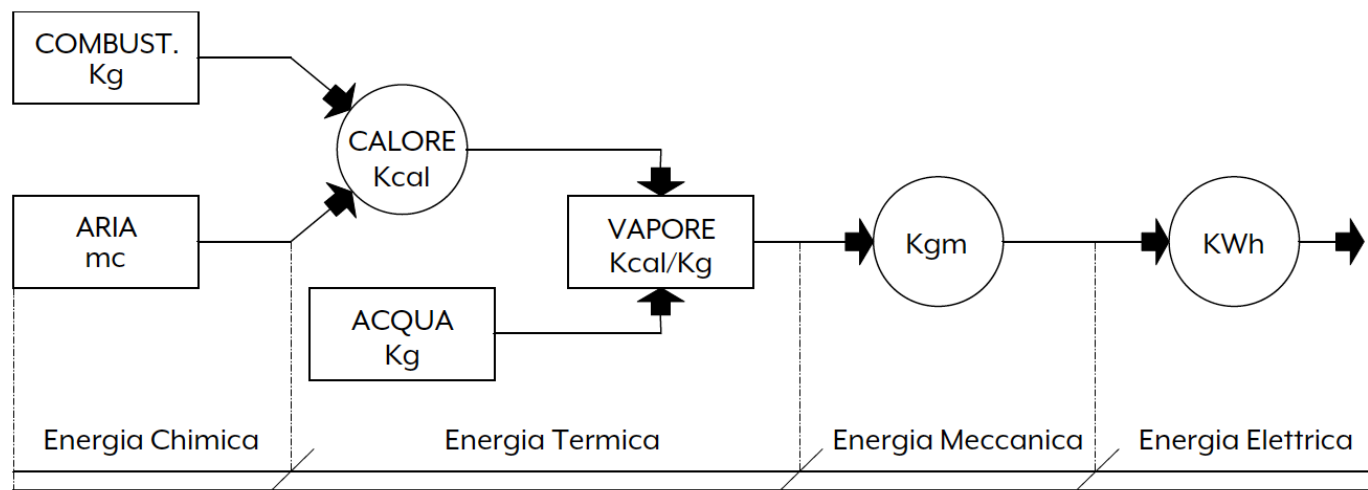 COMBUST.
Kg
CALORE
Kcal
ARIA
mc
VAPORE
Kcal/Kg
Kgm
KWh
ACQUA
Kg
Energia Chimica
Energia Termica
Energia Meccanica
Energia Elettrica